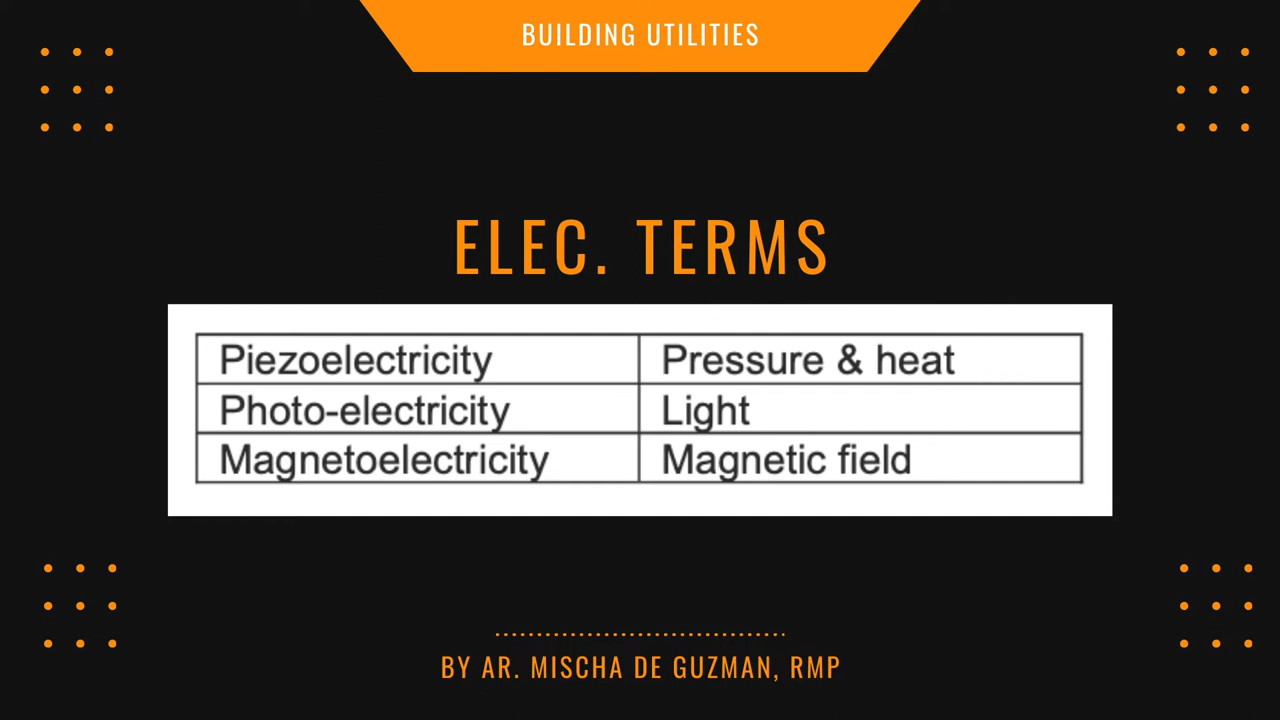 BUILDING UTILITIES
ELEC. TERMS
Piezoelectricity Pressure & heat
Photo-electricity Light
Magnetoelectricity Magnetic field
BY AR. MISCHA DE GUZMAN, RMP